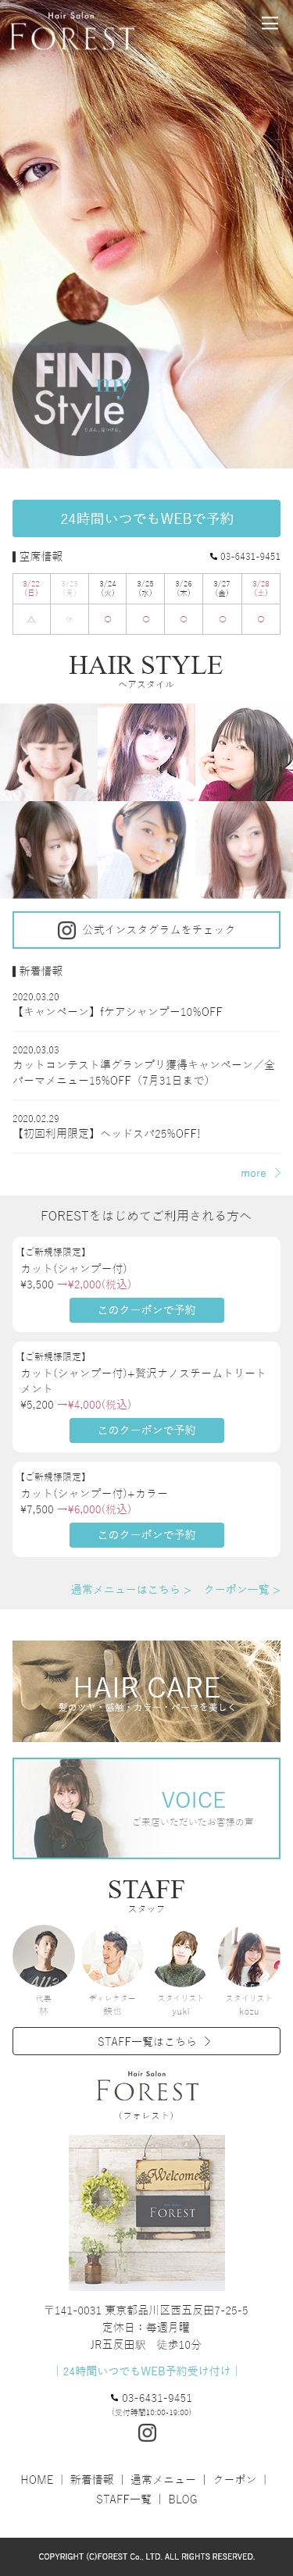 Hair Salon
FOREST
FIND
my
Style
24時間いつでもWEBで予約
空席情報
03-6431-9451
3/22 3/23 3/24 3/25 3/26 3/27 3/28
(日) (月) (火) (水) (木) (金) (土)
△ 休 〇 〇 〇 〇 〇
HAIR STYLE
ヘアスタイル
公式インスタグラムをチェック
新着情報
2020.03.20
【キャンペーン】fケアシャンプー10%OFF
2020.03.03
カットコンテスト準グランプリ獲得キャンペーン／全
パーマメニュー15%OFF（7月31日まで）
2020.02.29
【初回利用限定】ヘッドスパ25%OFF!
more
FORESTをはじめてご利用される方へ
【ご新規様限定】
カット(シャンプー付)
¥3,500 →¥2,000(税込)
このクーポンで予約
【ご新規様限定】
カット(シャンプー付)+贅沢ナノスチームトリート
メント
¥5,200 →¥4,000(税込)
このクーポンで予約
【ご新規様限定】
カット(シャンプー付)+カラー
¥7,500 →¥6,000(税込)
このクーポンで予約
通常メニューはこちら > クーポン一覧 >
HAIR CARE
髪のツヤ・感触・カラー・パーマを美しく
VOICE
ご来店いただいたお客様の声
STAFF
スタッフ
代表 ディレクター スタイリスト スタイリスト
林 鉄也 yuki kozu
STAFF一覧はこちら
Hair Salon
FOREST
(フォレスト)
Welcome
FOREST
〒141-0031 東京都品川区西五反田7-25-5
定休日：毎週月曜
JR五反田駅 徒歩10分
｜24時間いつでもWEB予約受け付け｜
03-6431-9451
(受付時間10:00-19:00)
HOME ｜ 新着情報 ｜ 通常メニュー ｜ クーポン ｜
STAFF一覧 ｜ BLOG
COPYRIGHT (C)FOREST Co., LTD. ALL RIGHTS RESERVED.